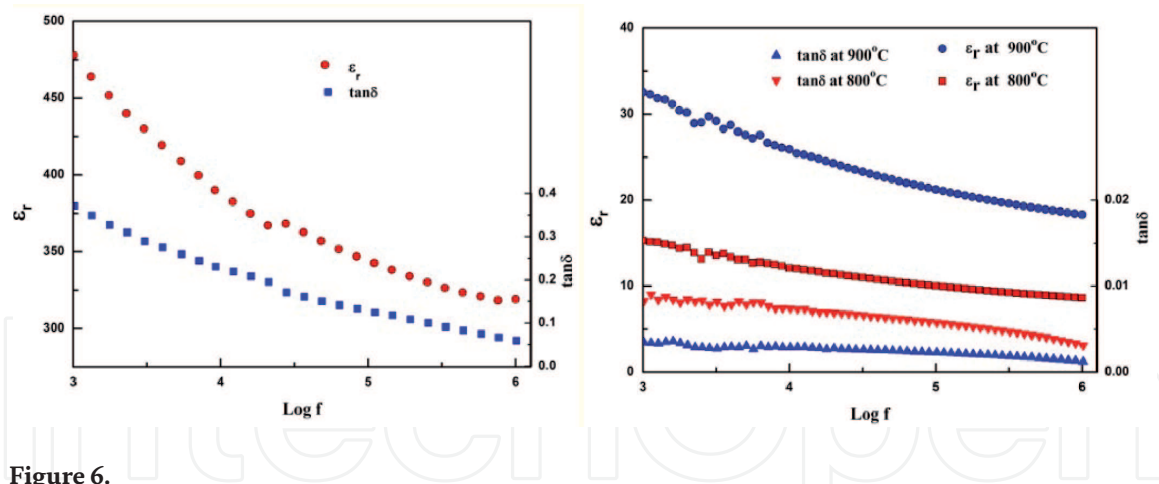 500
450
400
350
300
εr
εr
tanδ
0.4
0.3
0.2
0.1
0.0
tanδ
3
4
5
6
Log f
40
30
20
10
0
εr
tanδ at 900°C
tanδ at 800°C
εr at 900°C
εr at 800°C
0.02
0.01
0.00
tanδ
3
4
5
6
Log f
intechopen
Figure 6.